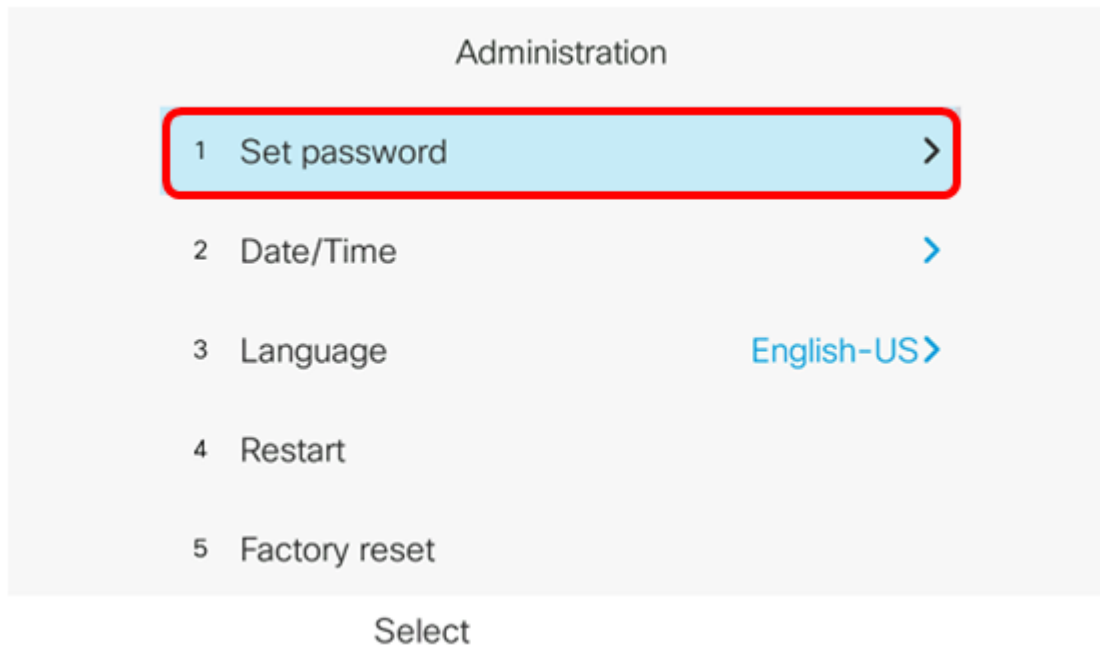 Administration
1 Set password
2 Date/Time
3 Language English-US
4 Restart
5 Factory reset
Select